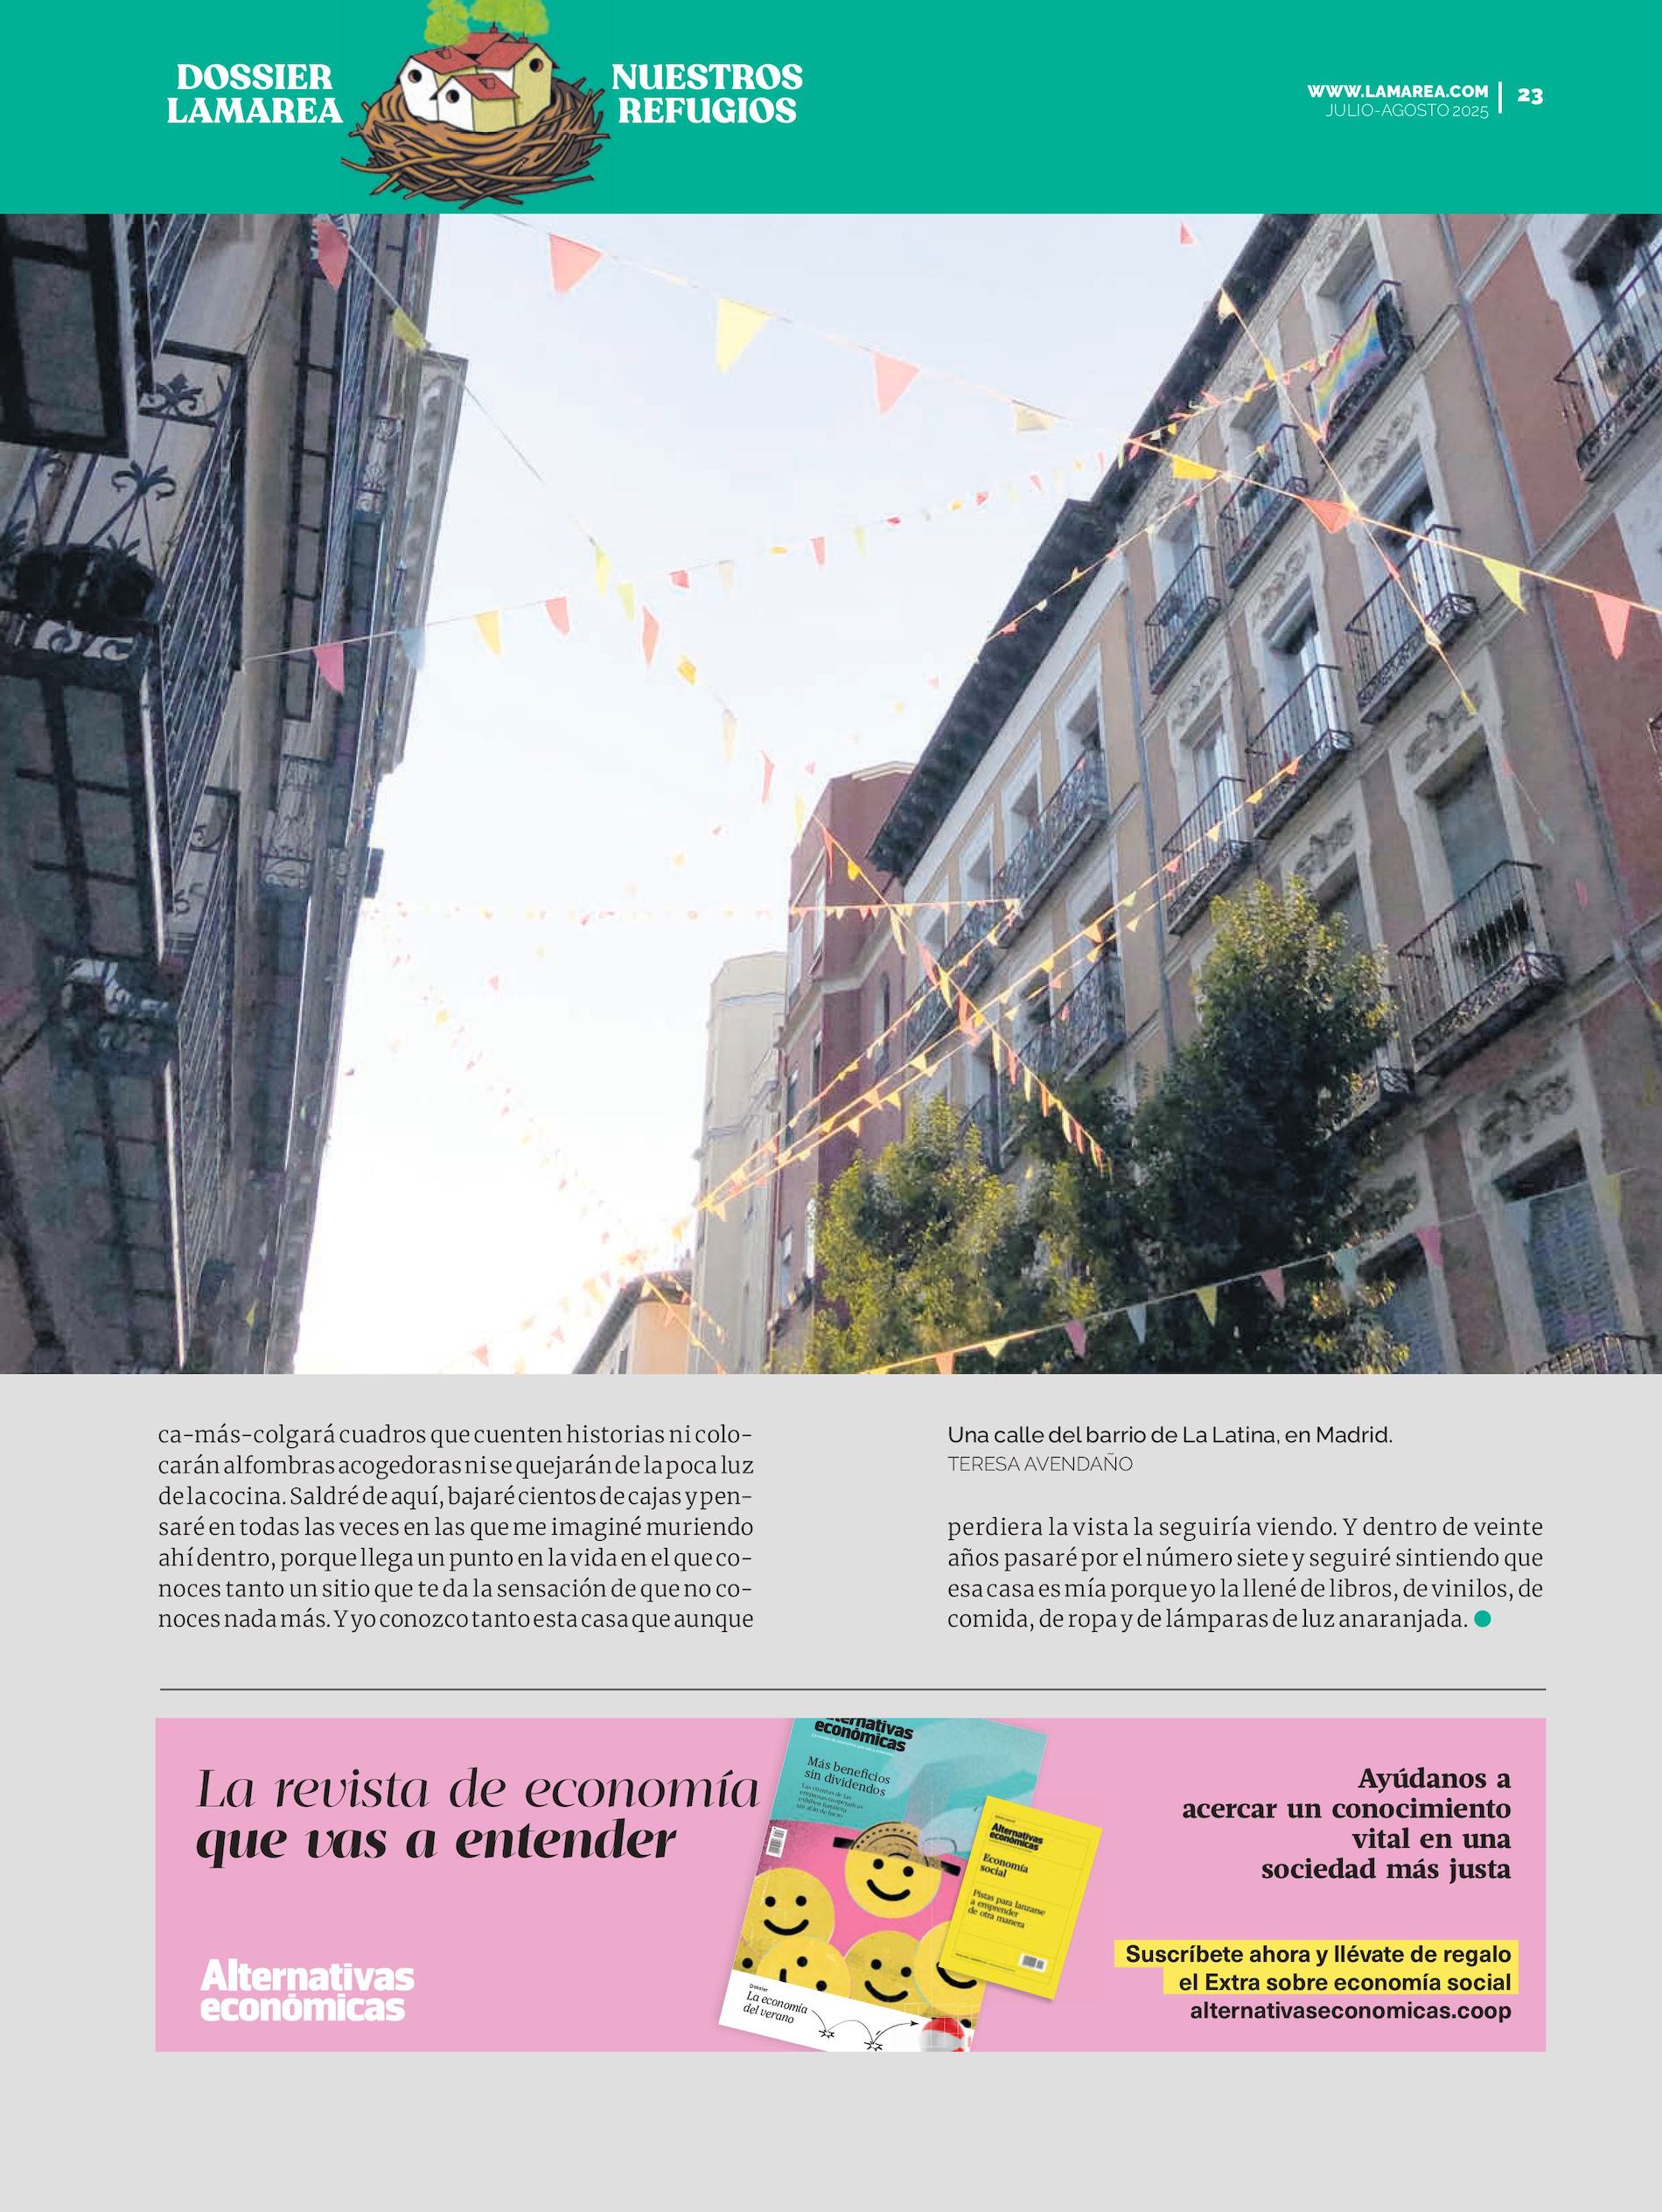 DOSSIER
LAMAREA
NUESTROS
REFUGIOS
WWW.LAMAREA.COM
JULIO-AGOSTO 2025
23
ca-más-colgará cuadros que cuenten historias ni colo-
carán alfombras acogedoras ni se quejarán de la poca luz
de la cocina. Saldré de aquí, bajaré cientos de cajas y pen-
saré en todas las veces en las que me imaginé muriendo
ahí dentro, porque llega un punto en la vida en el que co-
noces tanto un sitio que te da la sensación de que no co-
noces nada más. Y yo conozco tanto esta casa que aunque
Una calle del barrio de La Latina, en Madrid.
TERESA AVENDAÑO
perdiera la vista la seguiría viendo. Y dentro de veinte
años pasaré por el número siete y seguiré sintiendo que
esa casa es mía porque yo la llené de libros, de vinilos, de
comida, de ropa y de lámparas de luz anaranjada.
La revista de economía
que vas a entender
Alternativas
económicas
económicas
Más beneficios
sin dividendos
Dossier
La economía
del verano
Alternativas
económicas
Economía
social
Pistas para lanzarse
a emprender
de otra manera
Ayúdanos a
acercar un conocimiento
vital en una
sociedad más justa
Suscríbete ahora y llévate de regalo
el Extra sobre economía social
alternativaseconomicas.coop